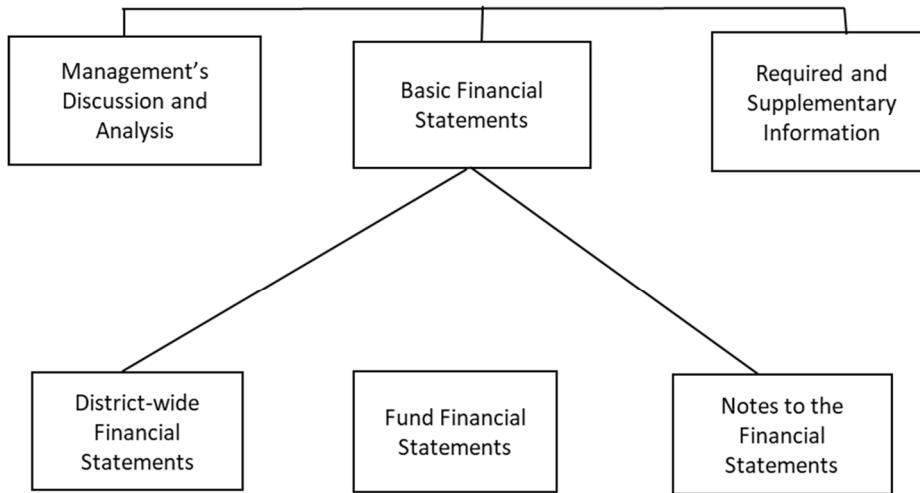 Management’s
Discussion and
Analysis
Basic Financial
Statements
Required and
Supplementary
Information
District-wide
Financial
Statements
Fund Financial
Statements
Notes to the
Financial
Statements